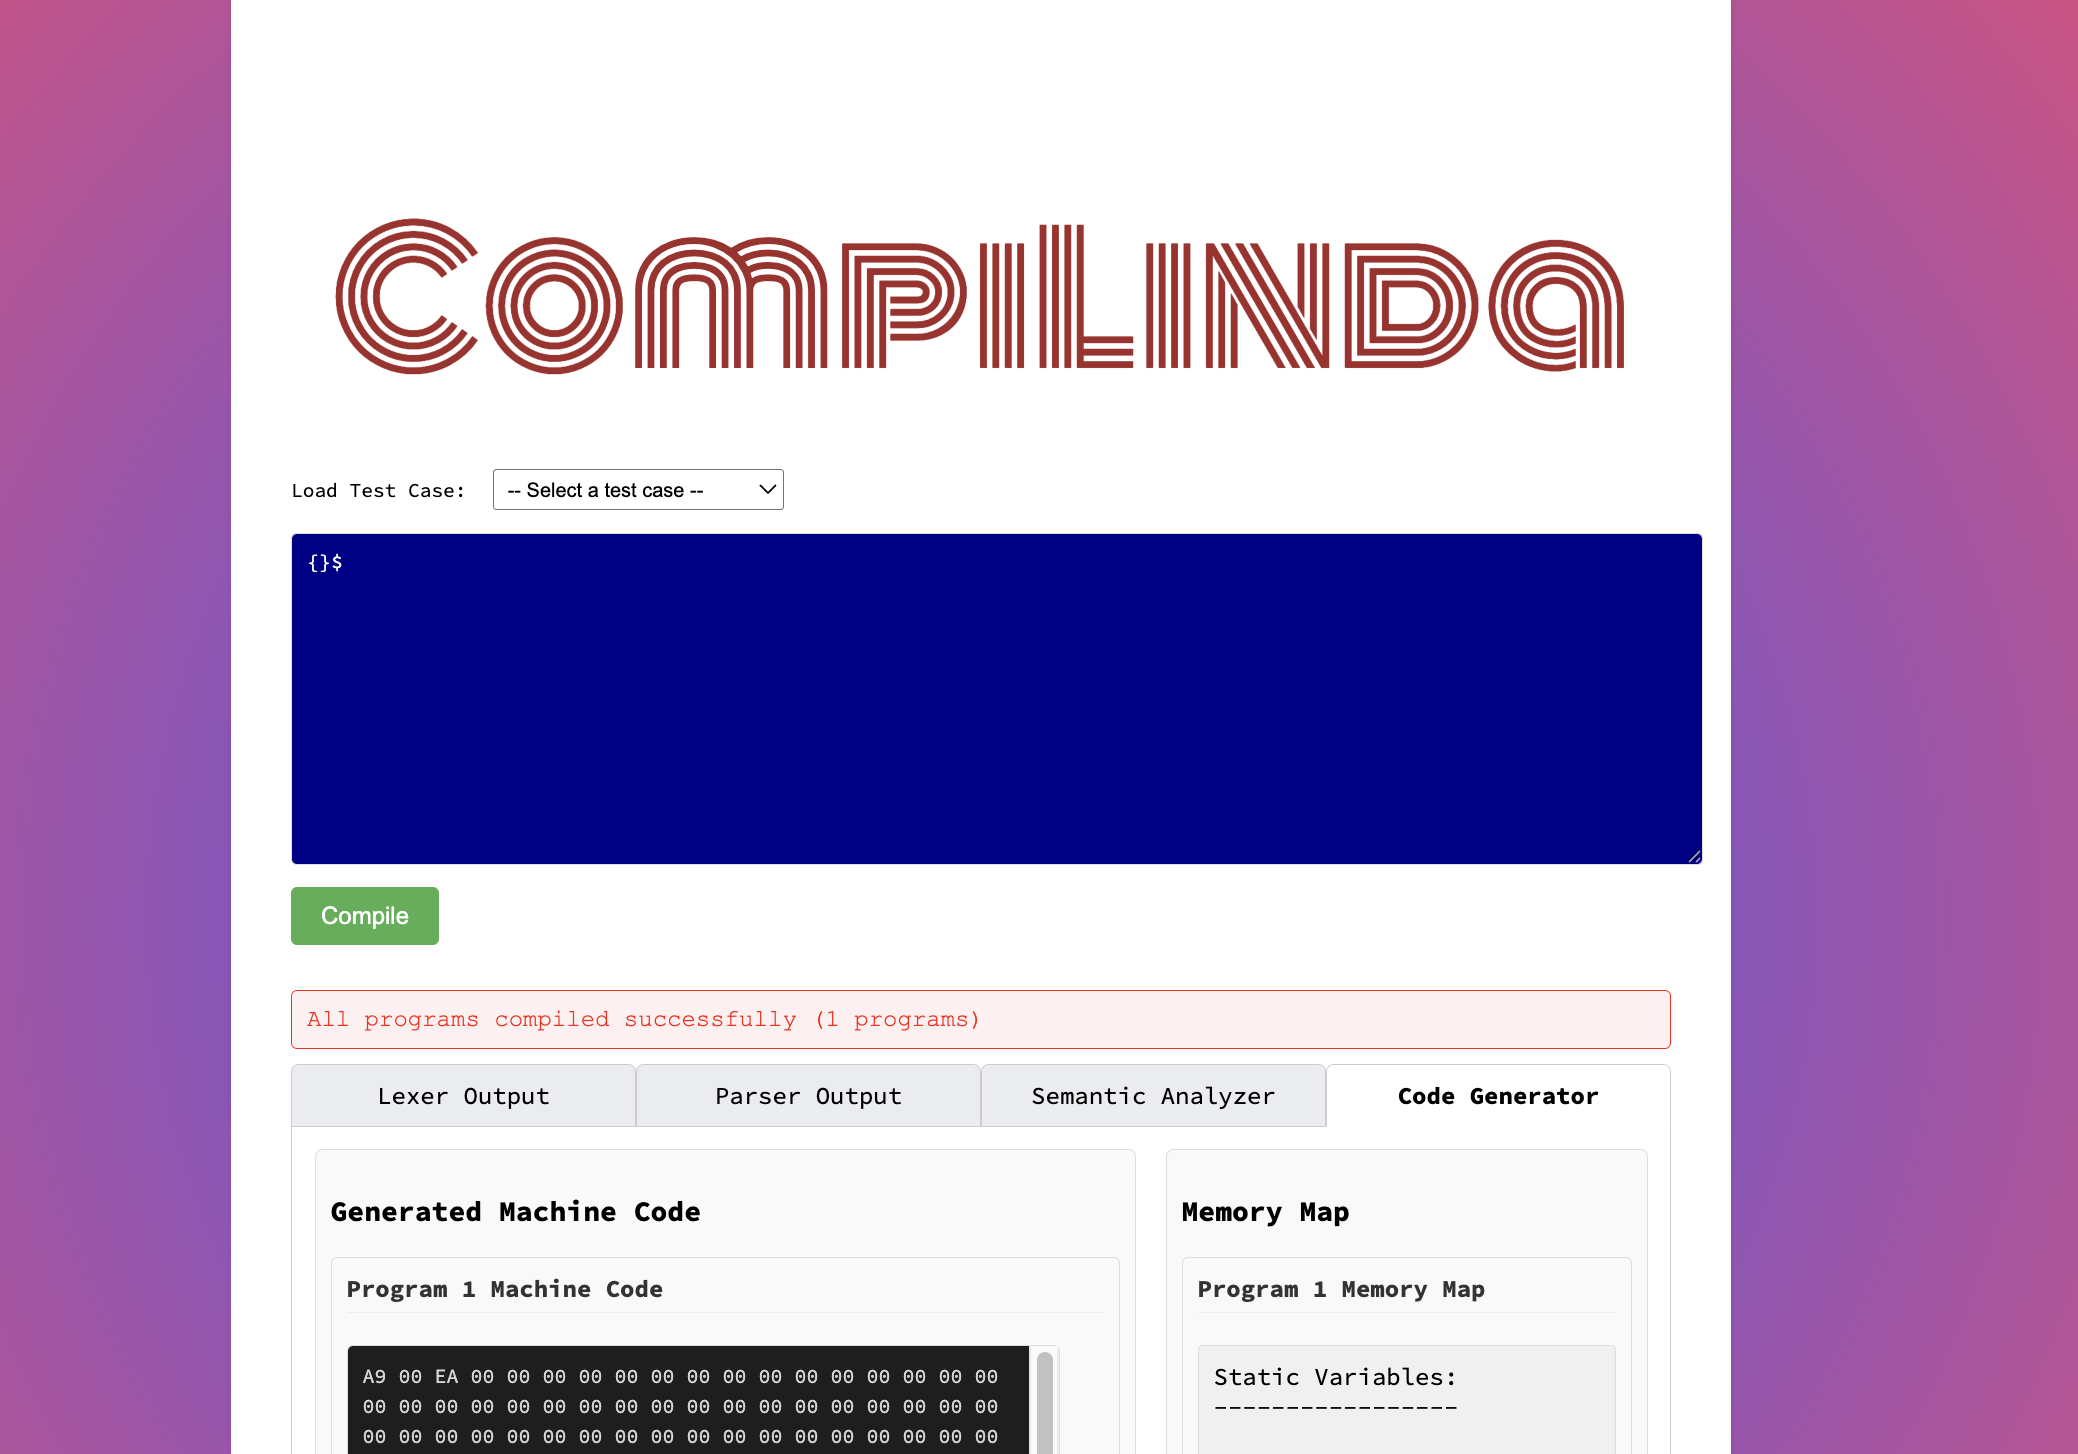 CompiLinda
Load Test Case:
-- Select a test case --
{}$
Compile
All programs compiled successfully (1 programs)
Lexer Output
Parser Output
Semantic Analyzer
Code Generator
Generated Machine Code
Program 1 Machine Code
A9 00 EA 00 00 00 00 00 00 00 00 00 00 00 00 00 00 00
00 00 00 00 00 00 00 00 00 00 00 00 00 00 00 00 00 00
00 00 00 00 00 00 00 00 00 00 00 00 00 00 00 00 00 00
Memory Map
Program 1 Memory Map
Static Variables:
-----------------